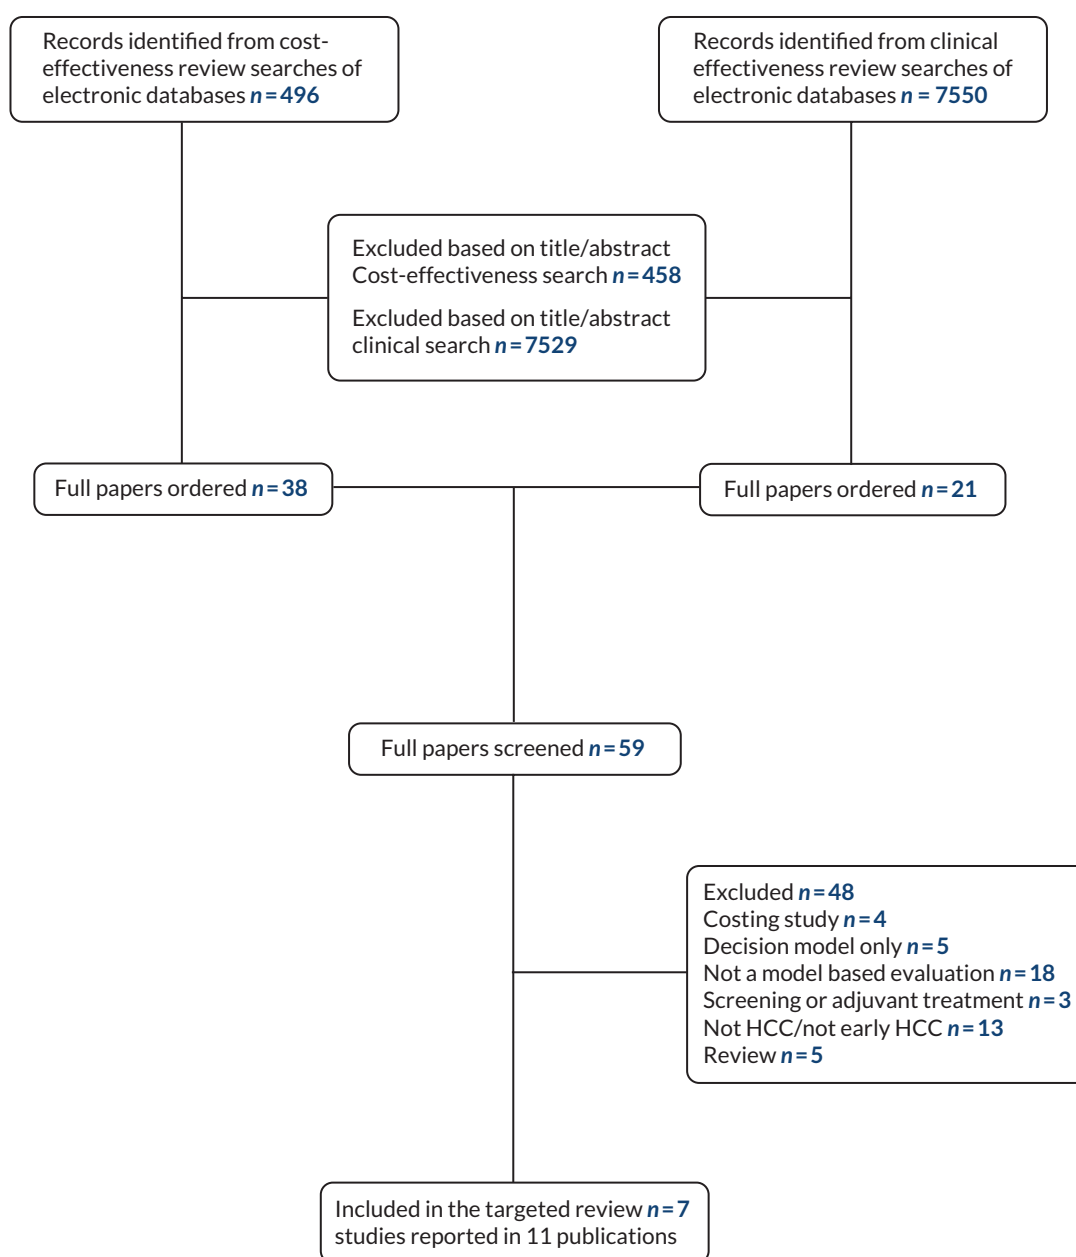 Records identified from cost-
effectiveness review searches of
electronic databases n=496
Records identified from clinical
effectiveness review searches of
electronic databases n = 7550
Excluded based on title/abstract
Cost-effectiveness search n=458
Excluded based on title/abstract
clinical search n=7529
Full papers ordered n=38
Full papers ordered n=21
Full papers screened n=59
Excluded n=48
Costing study n=4
Decision model only n=5
Not a model based evaluation n=18
Screening or adjuvant treatment n=3
Not HCC/not early HCC n=13
Review n=5
Included in the targeted review n=7
studies reported in 11 publications